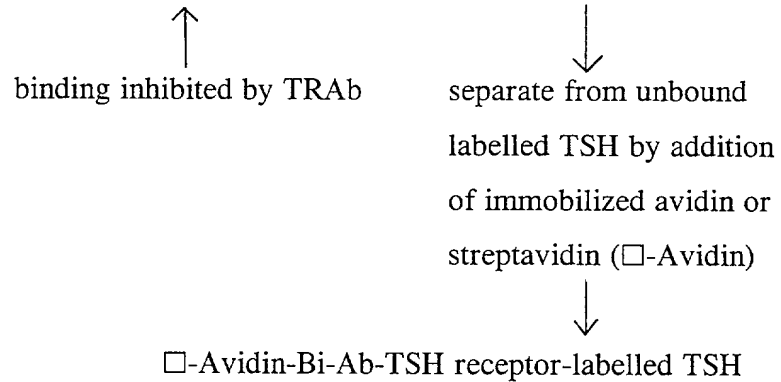 binding inhibited by TRAb
separate from unbound
labelled TSH by addition
of immobilized avidin or
streptavidin (□-Avidin)
□-Avidin-Bi-Ab-TSH receptor-labelled TSH